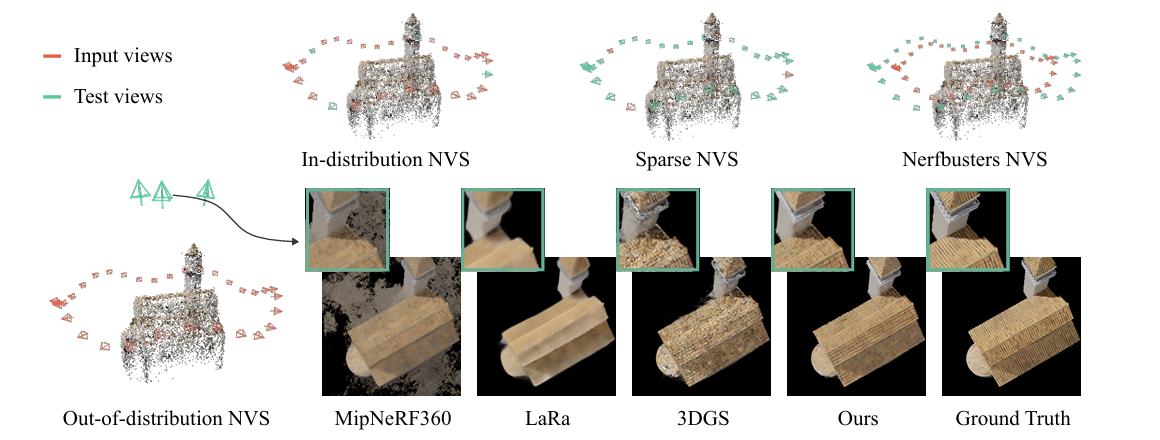 Input views
Test views
In-distribution NVS
Sparse NVS
Nerfbusters NVS
Out-of-distribution NVS
MipNeRF360
LaRa
3DGS
Ours
Ground Truth